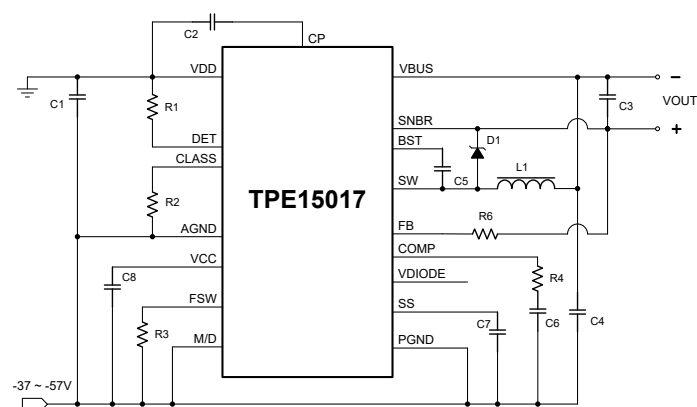 C2
CP
VDD
VBUS
−
C1
R1
C3
VOUT
SNBR
+
DET
BST
D1
CLASS
L1
C5
SW
R2
TPE15017
R6
AGND
FB
VCC
COMP
C8
R4
VDIODE
FSW
SS
C7
C6
C4
R3
M/D
PGND
-37 ~ -57V